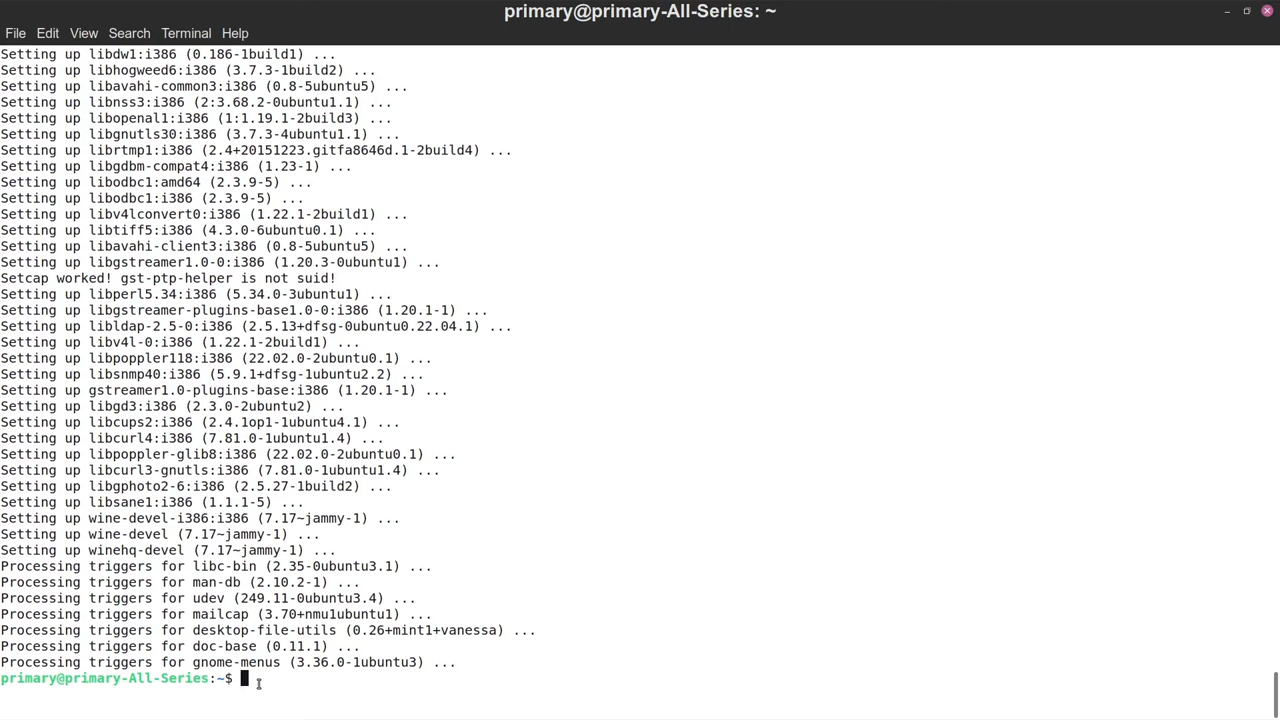 primary@primary-All-Series: ~
File Edit View Search Terminal Help
Setting up libdw1:i386 (0.186-1build1) ...
Setting up libhogweed6:i386 (3.7.3-1build2) ...
Setting up libavahi-common3:i386 (0.8-5ubuntu5) ...
Setting up libnss3:i386 (2:3.68.2-0ubuntu1.1) ...
Setting up libopenal1:i386 (1:1.19.1-2build3) ...
Setting up libgnutls30:i386 (3.7.3-4ubuntu1.1) ...
Setting up librtmp1:i386 (2.4+20151223.gitfa8646d.1-2build4) ...
Setting up libgdbm-compat4:i386 (1.23-1) ...
Setting up libodbc1:amd64 (2.3.9-5) ...
Setting up libodbc1:i386 (2.3.9-5) ...
Setting up libv4lconvert0:i386 (1.22.1-2build1) ...
Setting up libtiff5:i386 (4.3.0-6ubuntu0.1) ...
Setting up libavahi-client3:i386 (0.8-5ubuntu5) ...
Setting up libgstreamer1.0-0:i386 (1.20.3-0ubuntu1) ...
Setcap worked! gst-ptp-helper is not suid!
Setting up libperl5.34:i386 (5.34.0-3ubuntu1) ...
Setting up libgstreamer-plugins-base1.0-0:i386 (1.20.1-1) ...
Setting up libldap-2.5-0:i386 (2.5.13+dfsg-0ubuntu0.22.04.1) ...
Setting up libv4l-0:i386 (1.22.1-2build1) ...
Setting up libpoppler118:i386 (22.02.0-2ubuntu0.1) ...
Setting up libsnmp40:i386 (5.9.1+dfsg-1ubuntu2.2) ...
Setting up gstreamer1.0-plugins-base:i386 (1.20.1-1) ...
Setting up libgd3:i386 (2.3.0-2ubuntu2) ...
Setting up libcups2:i386 (2.4.1op1-1ubuntu4.1) ...
Setting up libcurl4:i386 (7.81.0-1ubuntu1.4) ...
Setting up libpoppler-glib8:i386 (22.02.0-2ubuntu0.1) ...
Setting up libcurl3-gnutls:i386 (7.81.0-1ubuntu1.4) ...
Setting up libgphoto2-6:i386 (2.5.27-1build2) ...
Setting up libsane1:i386 (1.1.1-5) ...
Setting up wine-devel-i386:i386 (7.17~jammy-1) ...
Setting up wine-devel (7.17~jammy-1) ...
Setting up winehq-devel (7.17~jammy-1) ...
Processing triggers for libc-bin (2.35-0ubuntu3.1) ...
Processing triggers for man-db (2.10.2-1) ...
Processing triggers for udev (249.11-0ubuntu3.4) ...
Processing triggers for mailcap (3.70+nmu1ubuntu1) ...
Processing triggers for desktop-file-utils (0.26+mint1+vanessa) ...
Processing triggers for doc-base (0.11.1) ...
Processing triggers for gnome-menus (3.36.0-1ubuntu3) ...
primary@primary-All-Series:~$